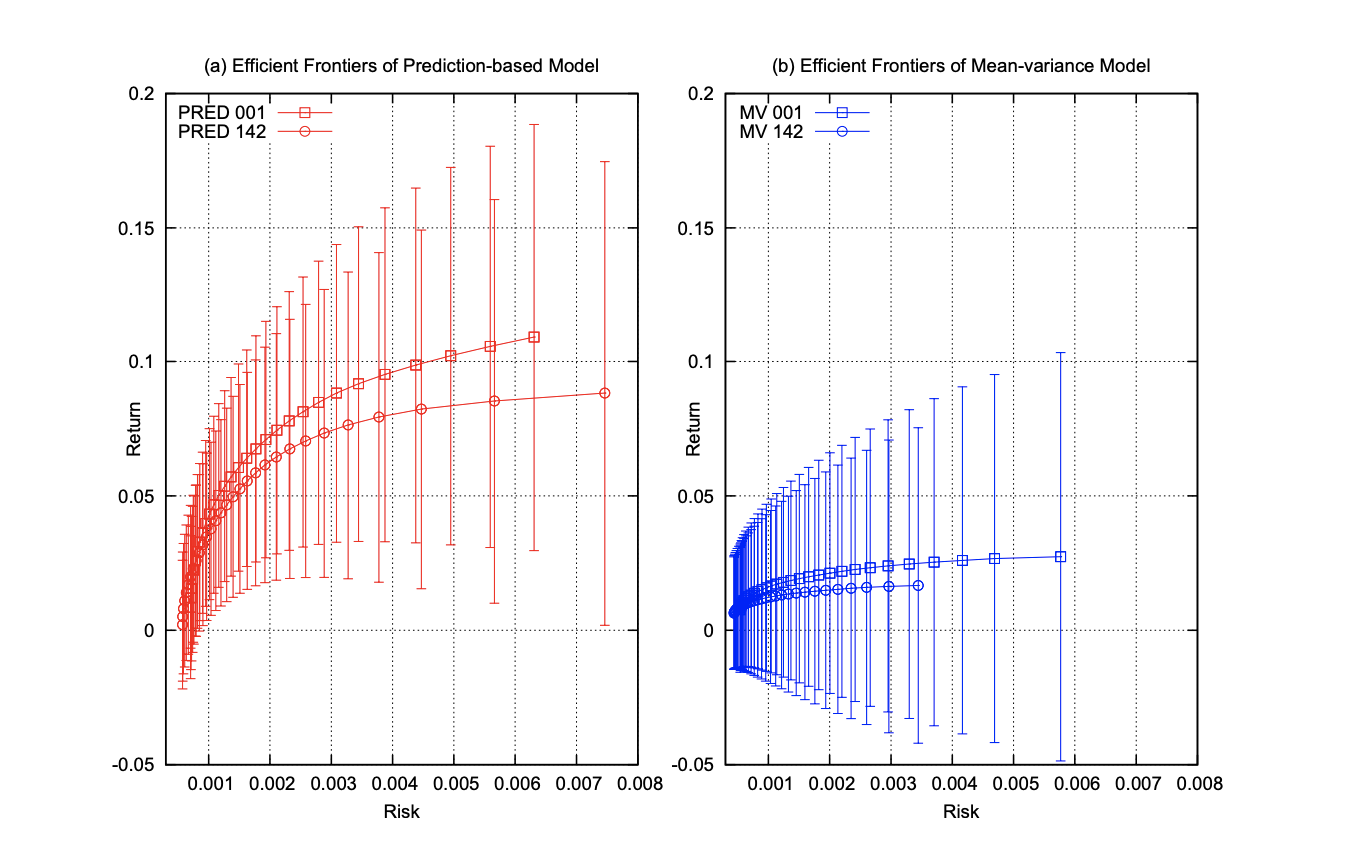 (a) Efficient Frontiers of Prediction-based Model
PRED 001
PRED 142
0.2
0.15
0.1
0.05
0
-0.05
Return
0.001 0.002 0.003 0.004 0.005 0.006 0.007 0.008
Risk
(b) Efficient Frontiers of Mean-variance Model
MV 001
MV 142
0.2
0.15
0.1
0.05
0
-0.05
Return
0.001 0.002 0.003 0.004 0.005 0.006 0.007 0.008
Risk